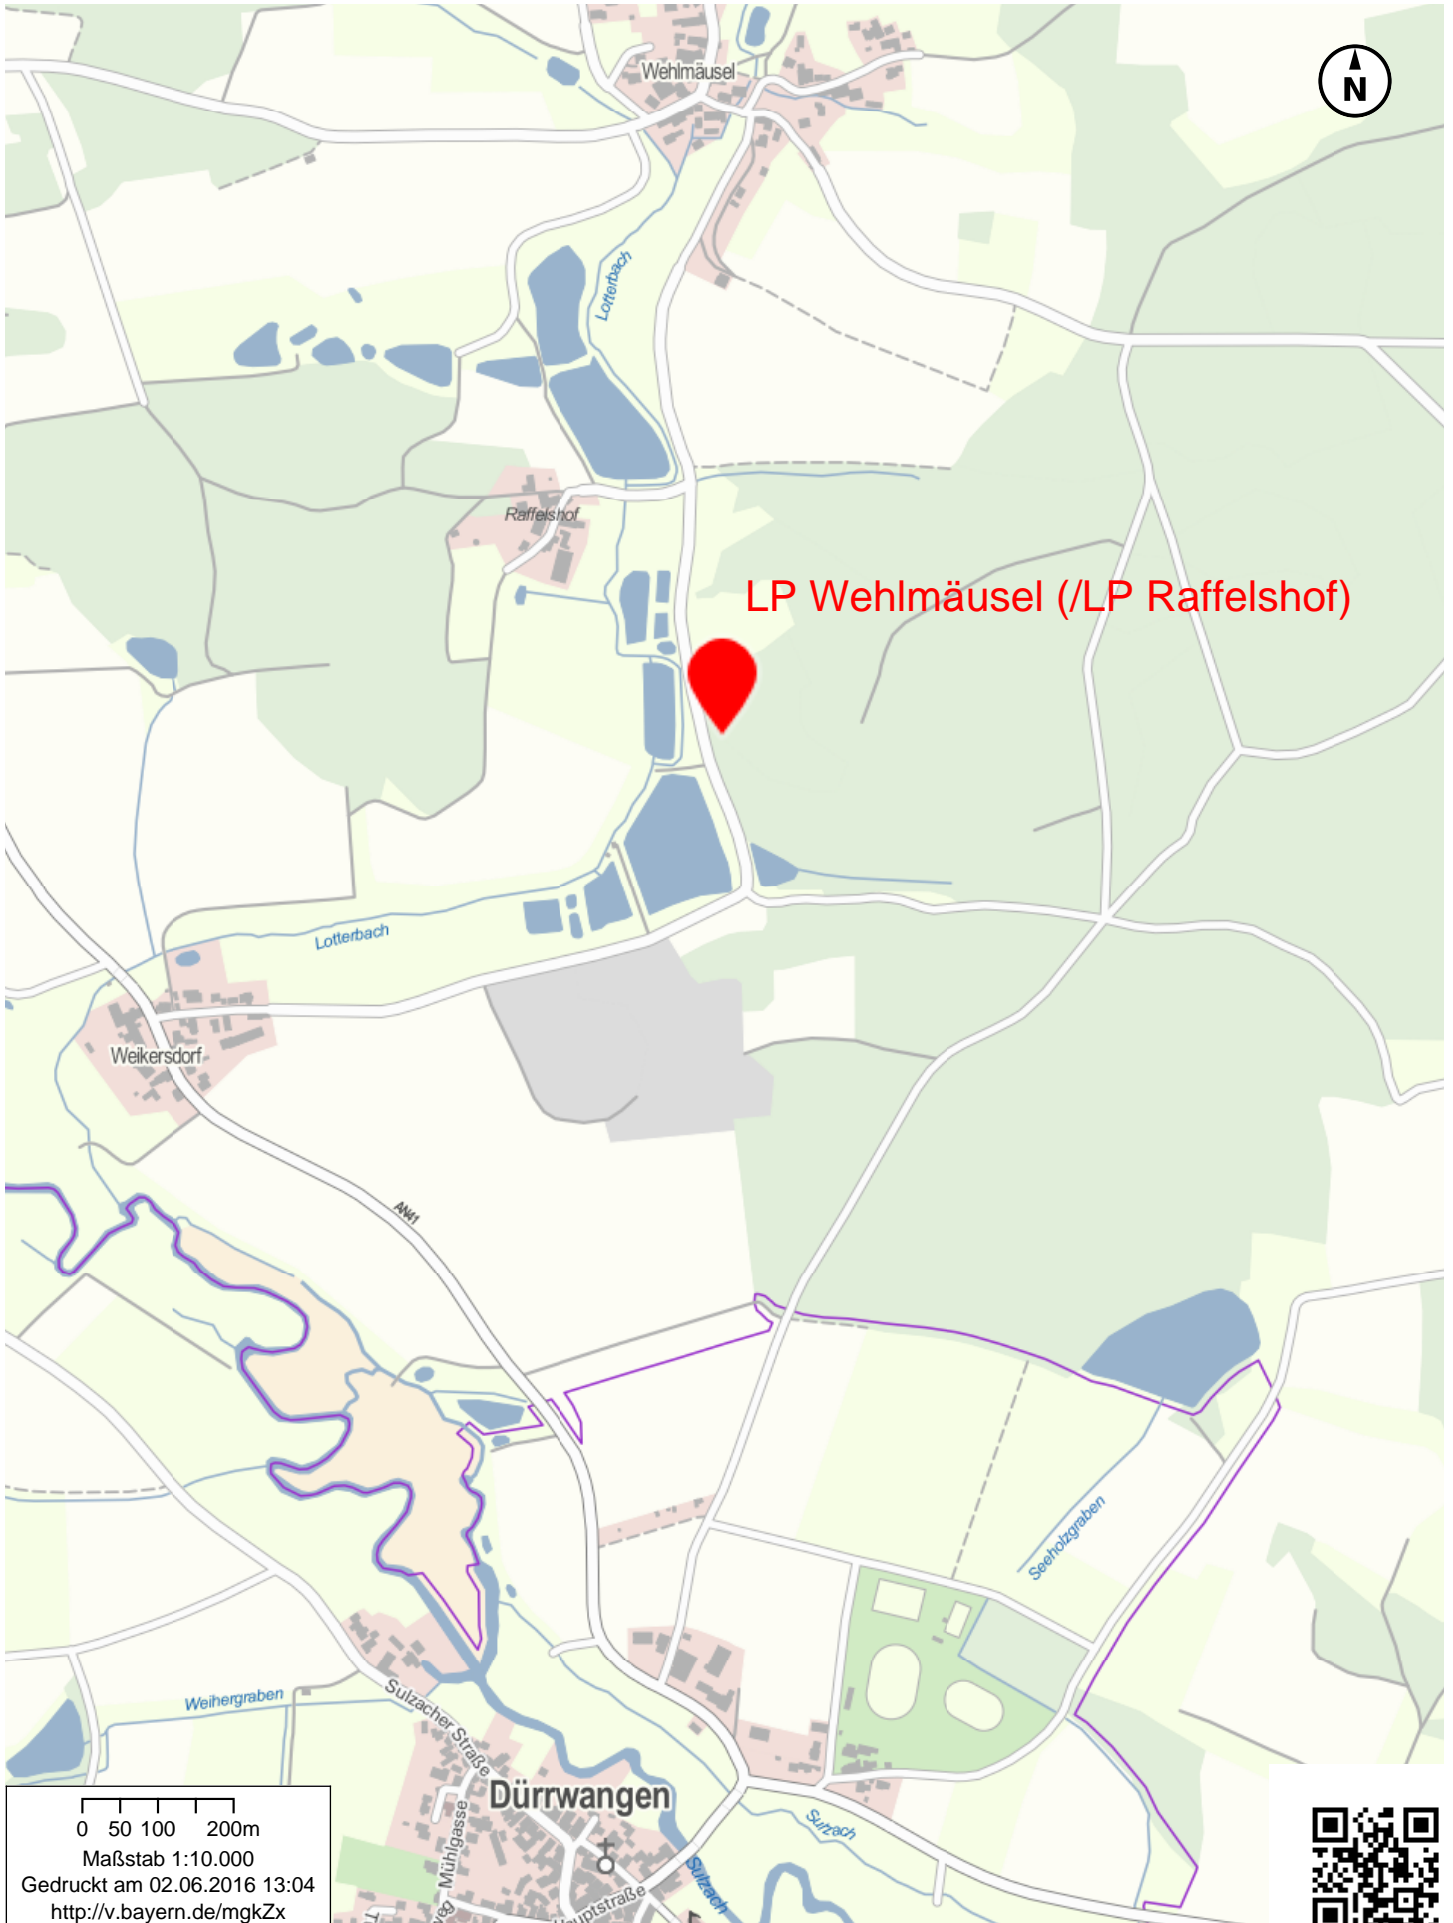 Wehlmäusel
N
Lotterbach
Raffelshof
LP Wehlmäusel (/LP Raffelshof)
Lotterbach
Weikersdorf
AN41
Seeholzgraben
Weihergraben
Sulzacher Straße
Dürrwangen
Mühlgasse
Sulzach
Sulzach
Hauptstraße
0 50 100 200m
Maßstab 1:10.000
Gedruckt am 02.06.2016 13:04
http://v.bayern.de/mgkZx